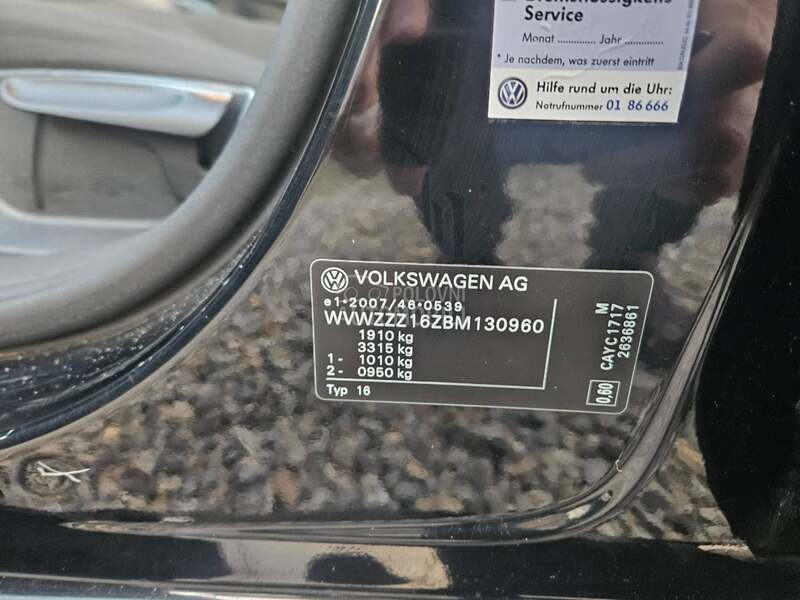 Service
Monat ............ Jahr ............
* Je nachdem, was zuerst eintritt
Hilfe rund um die Uhr:
Notrufnummer 01 86 666
VOLKSWAGEN AG
e1*2007/46*0539
WVWZZZ16ZBM130960
1910 kg
3315 kg
1- 1010 kg
2- 0950 kg
Typ 16
M
CAYC1717
2636861
0.60
POLOVNI